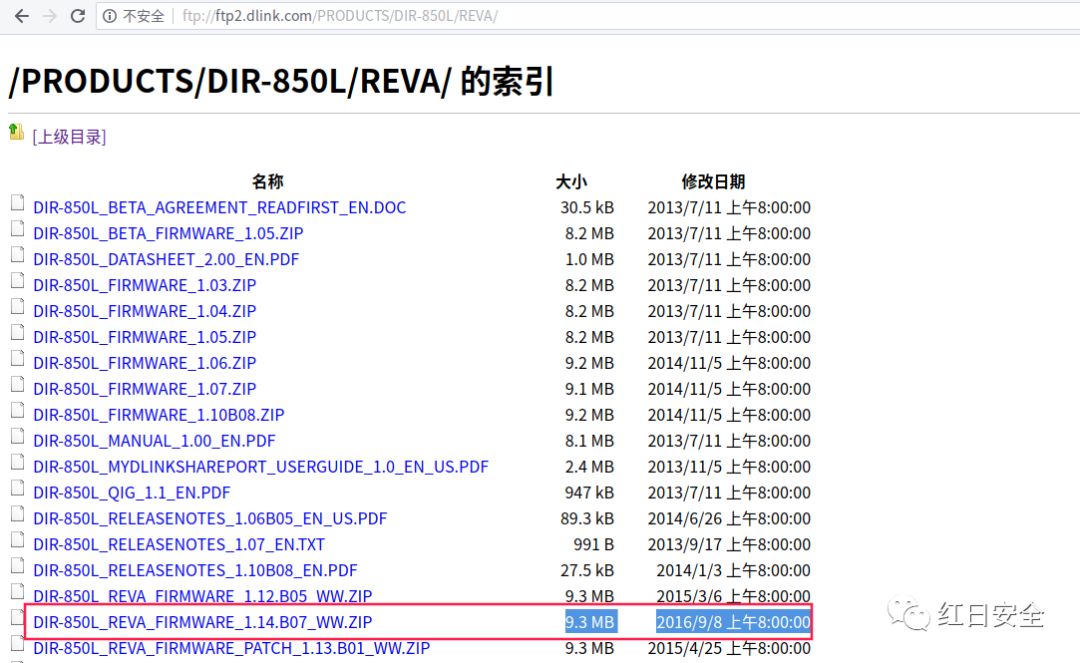 不安全 ftp://ftp2.dlink.com/PRODUCTS/DIR-850L/REVA/
/PRODUCTS/DIR-850L/REVA/ 的索引
[上级目录]
名称 大小 修改日期
DIR-850L_BETA_AGREEMENT_READFIRST_EN.DOC 30.5 kB 2013/7/11 上午8:00:00
DIR-850L_BETA_FIRMWARE_1.05.ZIP 8.2 MB 2013/7/11 上午8:00:00
DIR-850L_DATASHEET_2.00_EN.PDF 1.0 MB 2013/7/11 上午8:00:00
DIR-850L_FIRMWARE_1.03.ZIP 8.2 MB 2013/7/11 上午8:00:00
DIR-850L_FIRMWARE_1.04.ZIP 8.2 MB 2013/7/11 上午8:00:00
DIR-850L_FIRMWARE_1.05.ZIP 8.2 MB 2013/7/11 上午8:00:00
DIR-850L_FIRMWARE_1.06.ZIP 9.2 MB 2014/11/5 上午8:00:00
DIR-850L_FIRMWARE_1.07.ZIP 9.1 MB 2014/11/5 上午8:00:00
DIR-850L_FIRMWARE_1.10B08.ZIP 9.2 MB 2014/11/5 上午8:00:00
DIR-850L_MANUAL_1.00_EN.PDF 8.1 MB 2013/7/11 上午8:00:00
DIR-850L_MYDLINKSHAREPORT_USERGUIDE_1.0_EN_US.PDF 2.4 MB 2013/11/5 上午8:00:00
DIR-850L_QIG_1.1_EN.PDF 947 kB 2013/7/11 上午8:00:00
DIR-850L_RELEASENOTES_1.06B05_EN_US.PDF 89.3 kB 2014/6/26 上午8:00:00
DIR-850L_RELEASENOTES_1.07_EN.TXT 991 B 2013/9/17 上午8:00:00
DIR-850L_RELEASENOTES_1.10B08_EN.PDF 27.5 kB 2014/1/3 上午8:00:00
DIR-850L_REVA_FIRMWARE_1.12.B05_WW.ZIP 9.3 MB 2015/3/6 上午8:00:00
DIR-850L_REVA_FIRMWARE_1.14.B07_WW.ZIP 9.3 MB 2016/9/8 上午8:00:00
DIR-850L_REVA_FIRMWARE_PATCH_1.13.B01_WW.ZIP 9.3 MB 2015/4/25 上午8:00:00
红日安全